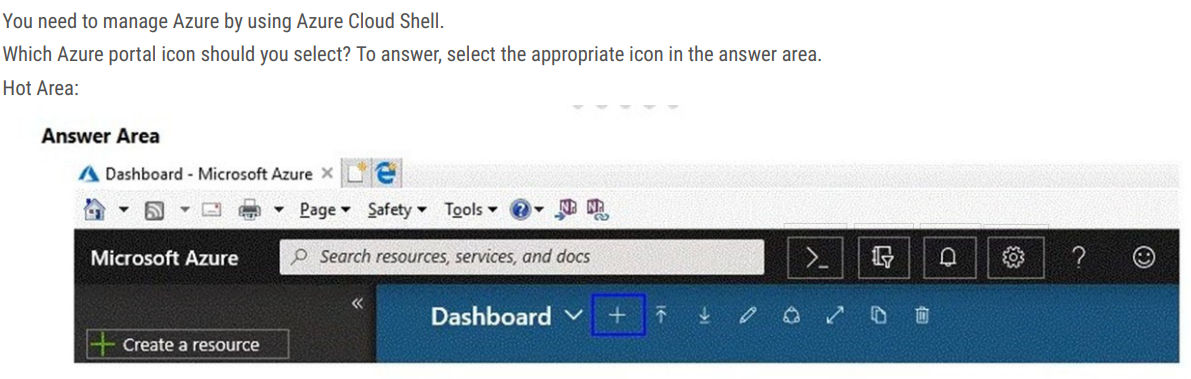 You need to manage Azure by using Azure Cloud Shell.
Which Azure portal icon should you select? To answer, select the appropriate icon in the answer area.
Hot Area:
Answer Area
Dashboard - Microsoft Azure ×
Page Safety Tools
Microsoft Azure Search resources, services, and docs >_ ?
« Dashboard +
Create a resource